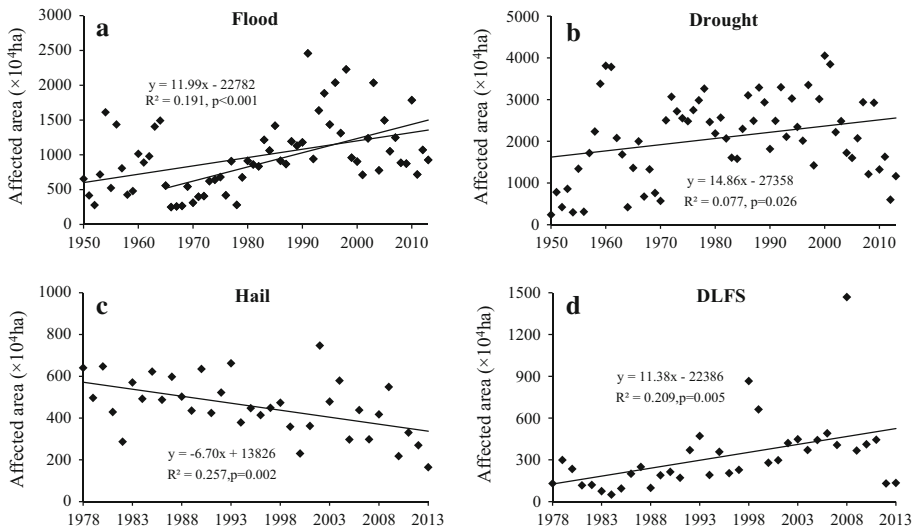 a
Flood
Affected area (×10⁴ha)
3000
2500
2000
1500
1000
500
0
y = 11.99x - 22782
R² = 0.191, p<0.001
1950 1960 1970 1980 1990 2000 2010
b
Drought
Affected area (×10⁴ha)
5000
4000
3000
2000
1000
0
y = 14.86x - 27358
R² = 0.077, p=0.026
1950 1960 1970 1980 1990 2000 2010
c
Hail
Affected area (×10⁴ha)
1000
800
600
400
200
0
y = -6.70x + 13826
R² = 0.257,p=0.002
1978 1983 1988 1993 1998 2003 2008 2013
d
DLFS
Affected area (×10⁴ha)
1500
1200
900
600
300
0
y = 11.38x - 22386
R² = 0.209,p=0.005
1978 1983 1988 1993 1998 2003 2008 2013